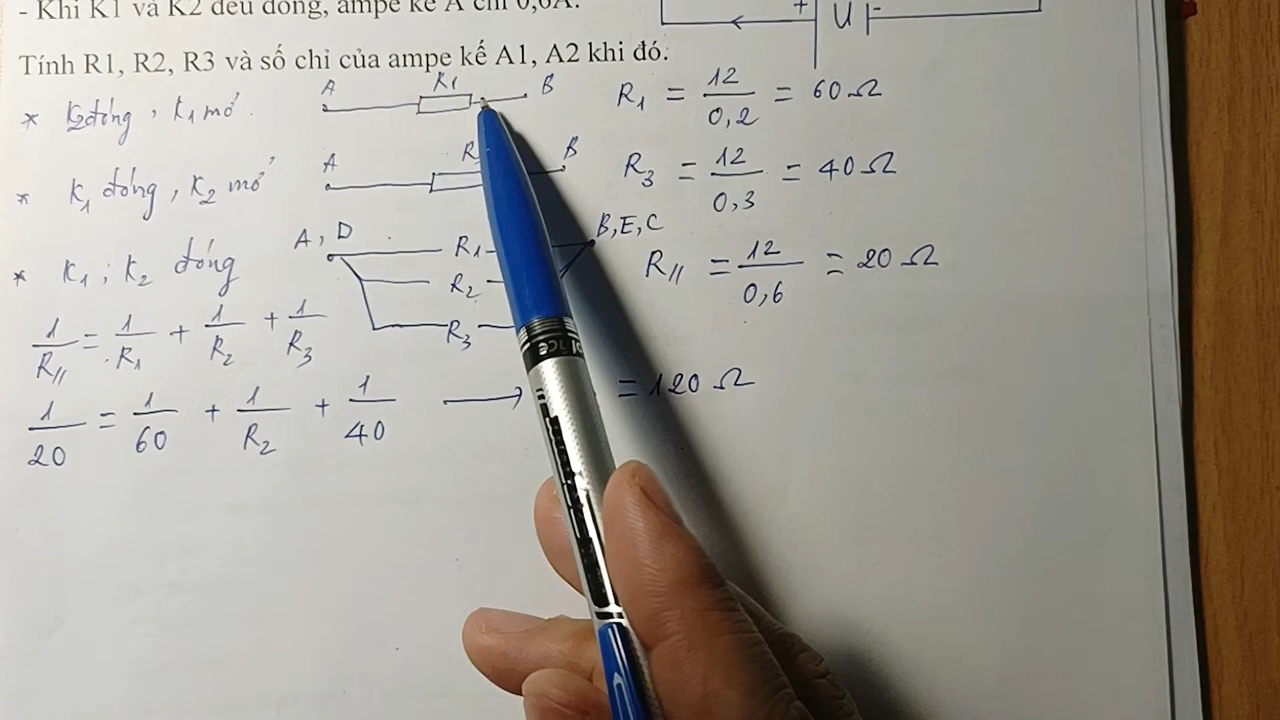 - Khi K1 và K2 đều đóng, ampe kế A chỉ 0,6A.
+ U -
Tính R1, R2, R3 và số chỉ của ampe kế A1, A2 khi đó.
* K2 đóng, K1 mở. A R1 B R1 = 12/0,2 = 60 Ω
* K1 đóng, K2 mở A R B R3 = 12/0,3 = 40 Ω
* K1; K2 đóng A, D R1 R2 R3 B, E, C R// = 12/0,6 = 20 Ω
1/R// = 1/R1 + 1/R2 + 1/R3
1/20 = 1/60 + 1/R2 + 1/40 → = 120 Ω